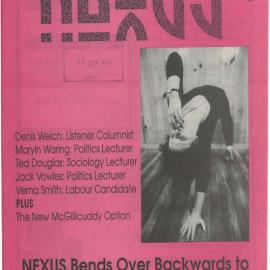 NEXUS
Denis Welch: Listener Columnist
Maryln Waring: Politics Lecturer
Ted Douglas: Sociology Lecturer
Jack Vowles: Politics Lecturer
Verna Smith: Labour Candidate
PLUS
The New McGillicuddy Option
NEXUS Bends Over Backwards to